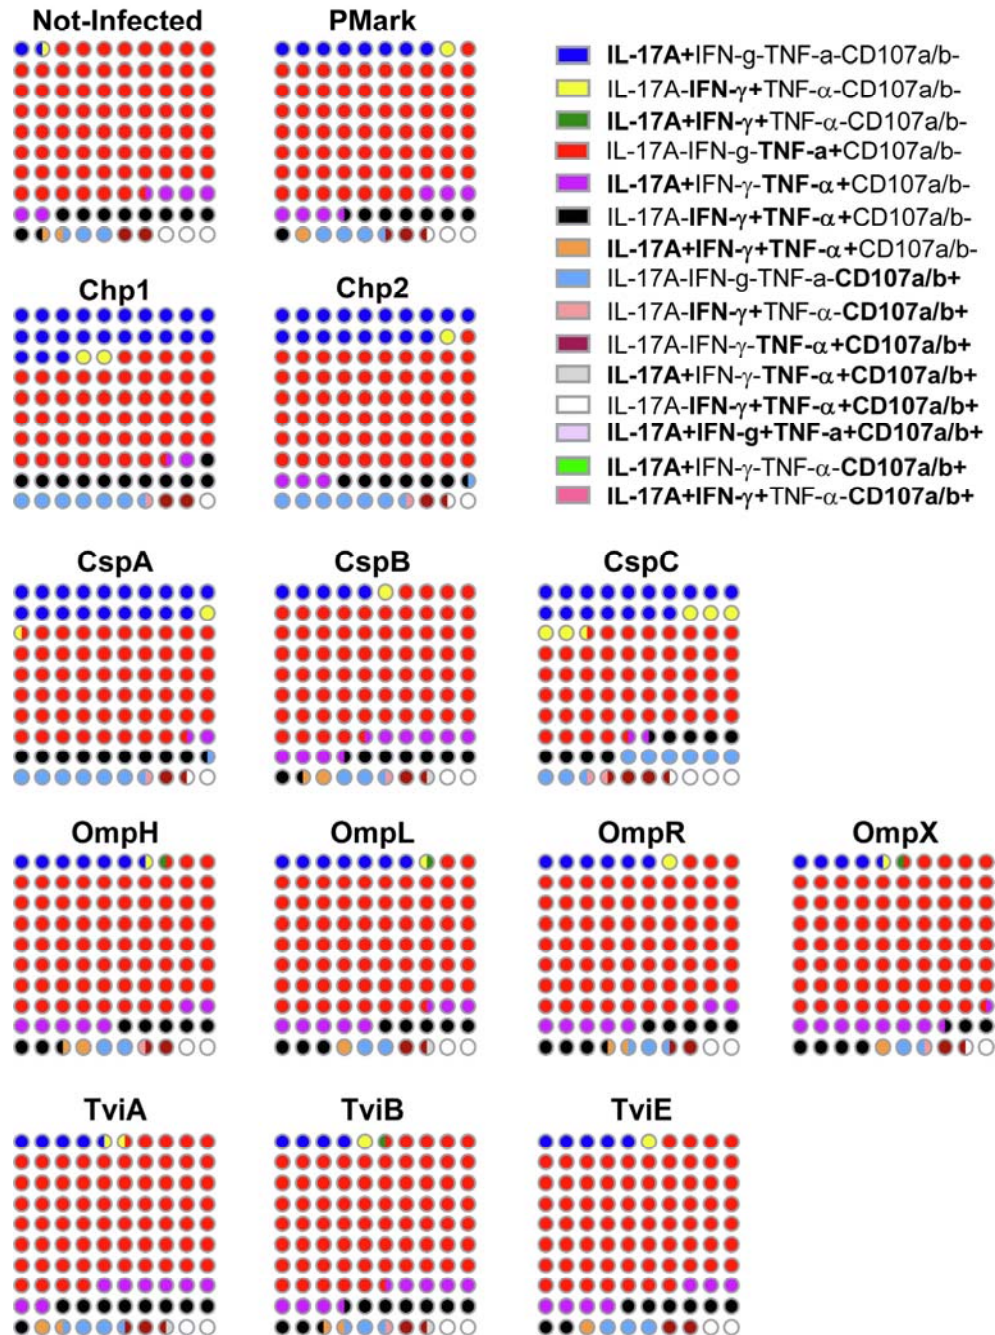 Not-Infected
PMark
IL-17A+IFN-g-TNF-a-CD107a/b-
IL-17A-IFN-γ+TNF-α-CD107a/b-
IL-17A+IFN-γ+TNF-α-CD107a/b-
IL-17A-IFN-g-TNF-a+CD107a/b-
IL-17A+IFN-γ-TNF-α+CD107a/b-
IL-17A-IFN-γ+TNF-α+CD107a/b-
IL-17A+IFN-γ+TNF-α+CD107a/b-
IL-17A-IFN-g-TNF-a-CD107a/b+
IL-17A-IFN-γ+TNF-α-CD107a/b+
IL-17A-IFN-γ-TNF-α+CD107a/b+
IL-17A+IFN-γ-TNF-α+CD107a/b+
IL-17A-IFN-γ+TNF-α+CD107a/b+
IL-17A+IFN-g+TNF-a+CD107a/b+
IL-17A+IFN-γ-TNF-α-CD107a/b+
IL-17A+IFN-γ+TNF-α-CD107a/b+
Chp1
Chp2
CspA
CspB
CspC
OmpH
OmpL
OmpR
OmpX
TviA
TviB
TviE